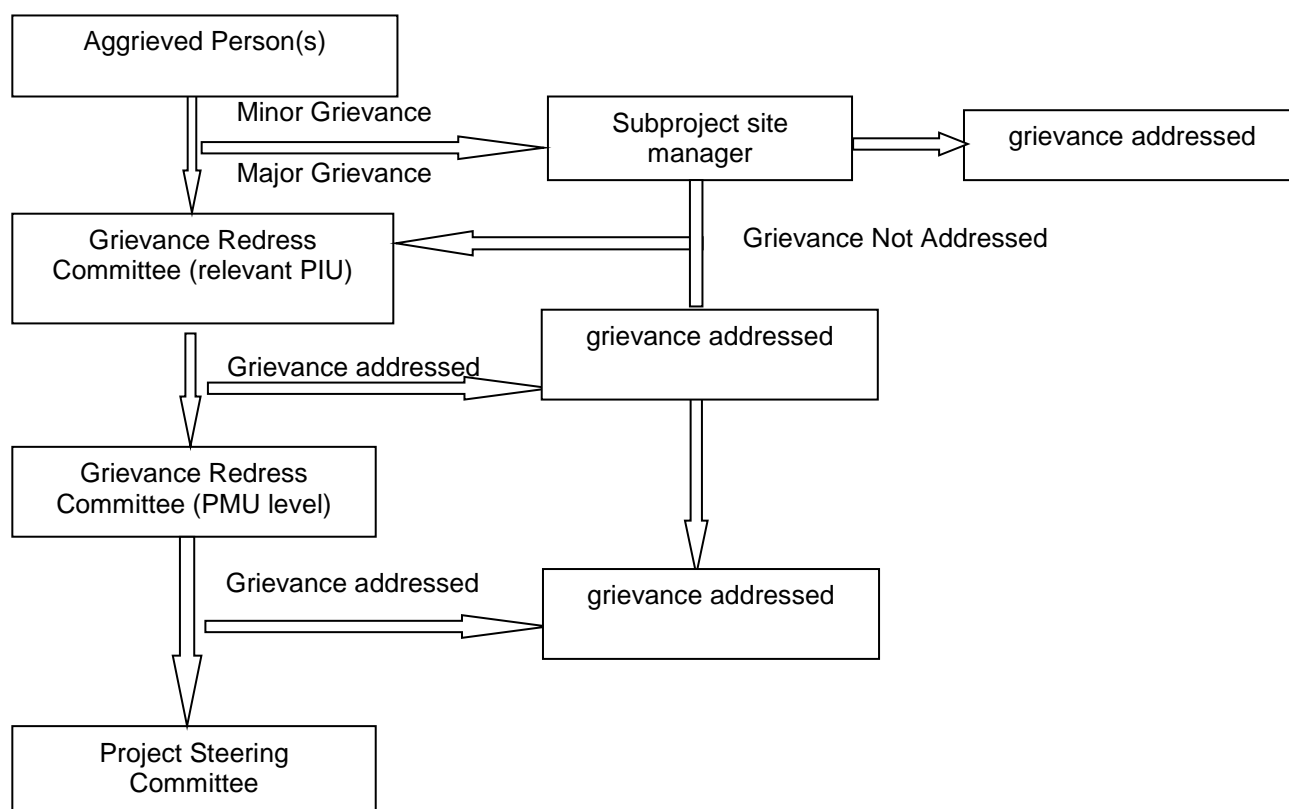 Aggrieved Person(s)
Minor Grievance
Subproject site
manager
grievance addressed
Major Grievance
Grievance Redress
Committee (relevant PIU)
Grievance Not Addressed
grievance addressed
Grievance addressed
Grievance Redress
Committee (PMU level)
Grievance addressed
grievance addressed
Project Steering
Committee